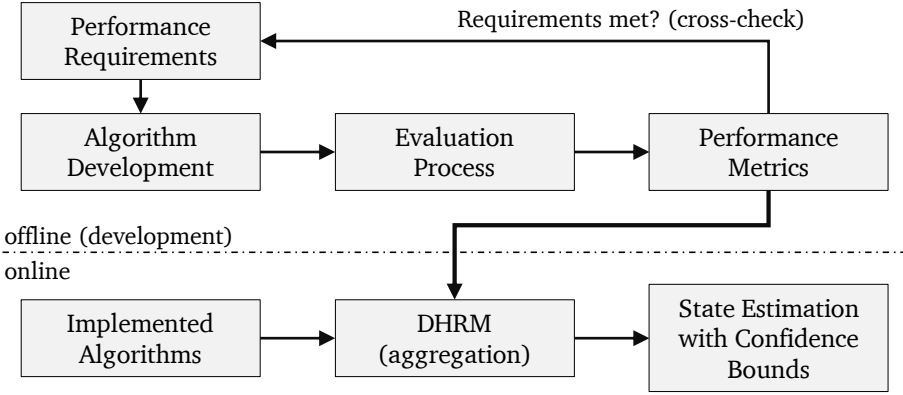 Performance
Requirements
Requirements met? (cross-check)
Algorithm
Development
Evaluation
Process
Performance
Metrics
offline (development)
online
Implemented
Algorithms
DHRM
(aggregation)
State Estimation
with Confidence
Bounds